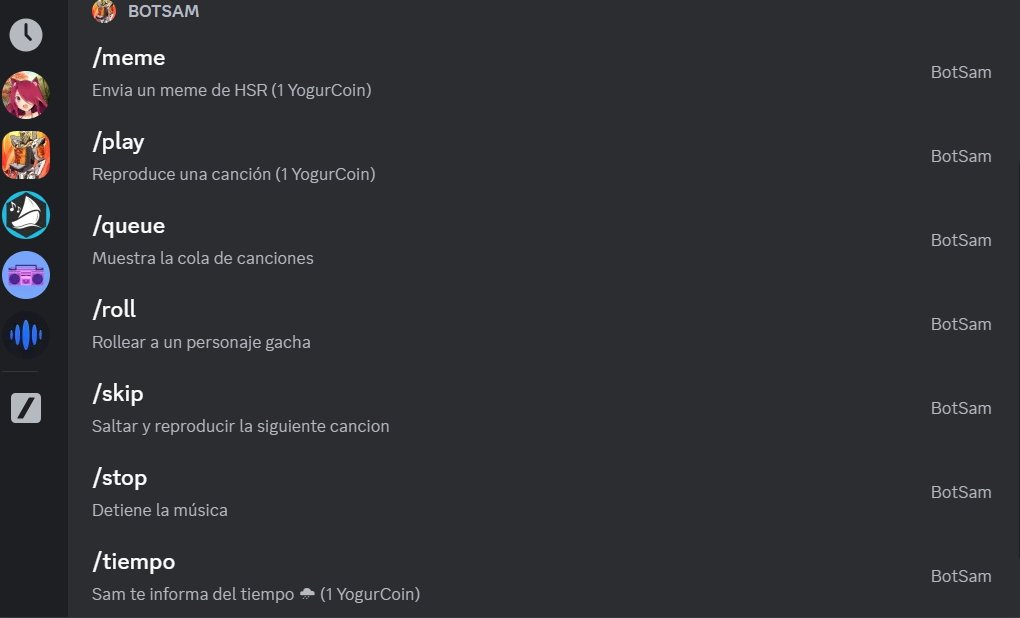 BOTSAM
/meme
Envia un meme de HSR (1 YogurCoin)
BotSam
/play
Reproduce una canción (1 YogurCoin)
BotSam
/queue
Muestra la cola de canciones
BotSam
/roll
Rollear a un personaje gacha
BotSam
/skip
Saltar y reproducir la siguiente cancion
BotSam
/stop
Detiene la música
BotSam
/tiempo
Sam te informa del tiempo 🌧 (1 YogurCoin)
BotSam